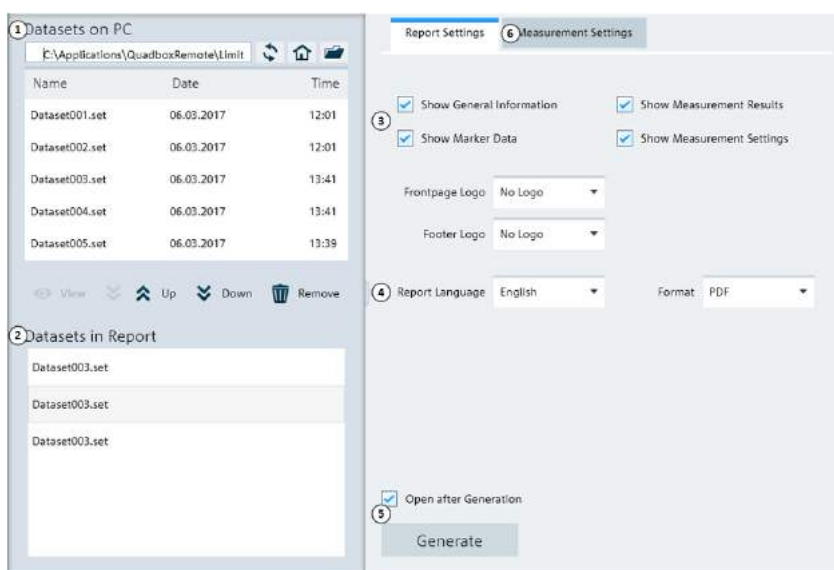 1 Datasets on PC
C:\Applications\QuadboxRemote\Limit
Name Date Time
Dataset001.set 06.03.2017 12:01
Dataset002.set 06.03.2017 12:01
Dataset003.set 06.03.2017 13:41
Dataset004.set 06.03.2017 13:41
Dataset005.set 06.03.2017 13:39
View Up Down Remove
2 Datasets in Report
Dataset003.set
Dataset003.set
Dataset003.set
Report Settings 6 Measurement Settings
3
Show General Information Show Measurement Results
Show Marker Data Show Measurement Settings
Frontpage Logo No Logo
Footer Logo No Logo
4 Report Language English Format PDF
Open after Generation
5
Generate